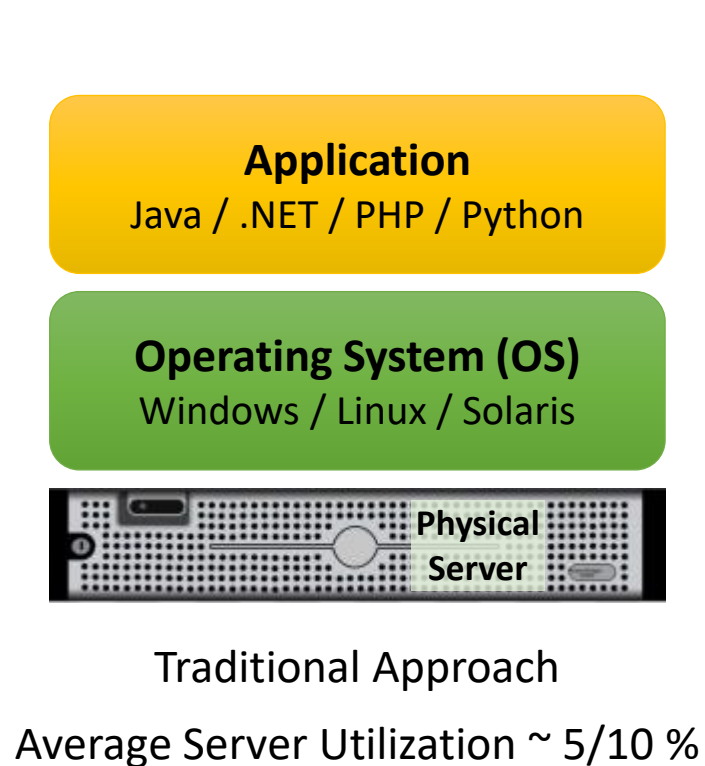 Application
Java / .NET / PHP / Python
Operating System (OS)
Windows / Linux / Solaris
Physical
Server
Traditional Approach
Average Server Utilization ~ 5/10 %